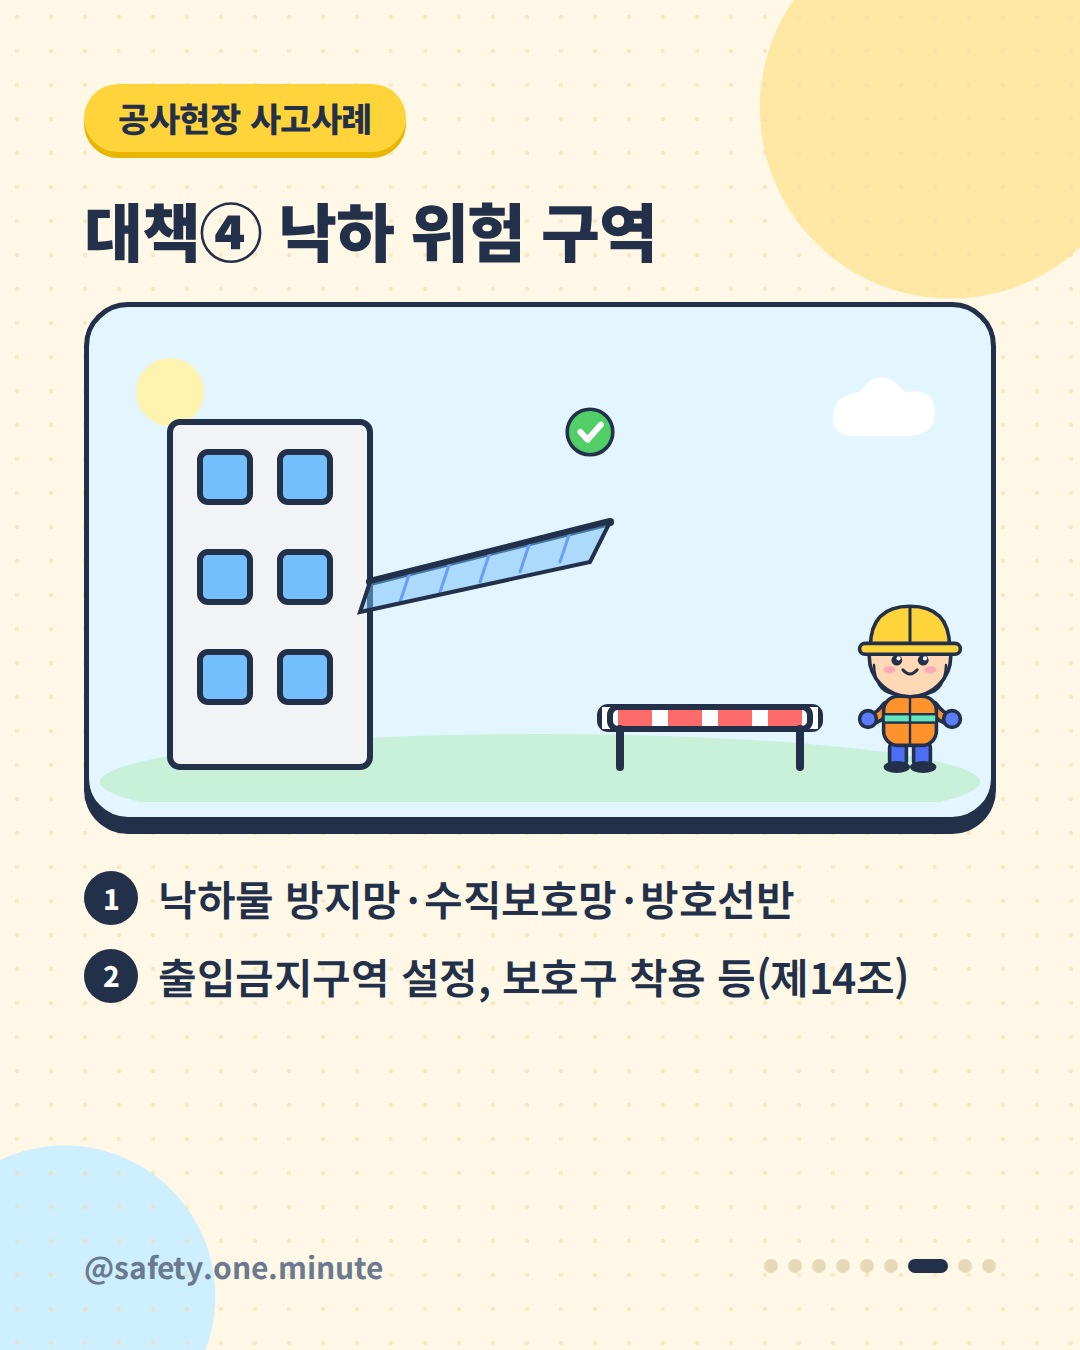 공사현장 사고사례
대책④ 낙하 위험 구역
1 낙하물 방지망·수직보호망·방호선반
2 출입금지구역 설정, 보호구 착용 등(제14조)
@safety.one.minute